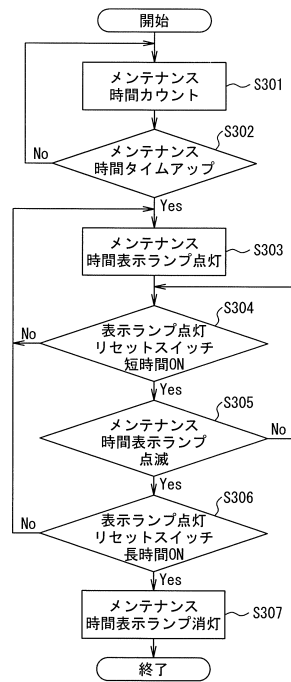 開始
メンテナンス
時間カウント
S301
S302
メンテナンス
時間タイムアップ
No
Yes
メンテナンス
時間表示ランプ点灯
S303
S304
表示ランプ点灯
リセットスイッチ
短時間ON
No
Yes
S305
メンテナンス
時間表示ランプ
点滅
No
Yes
S306
表示ランプ点灯
リセットスイッチ
長時間ON
No
Yes
メンテナンス
時間表示ランプ消灯
S307
終了